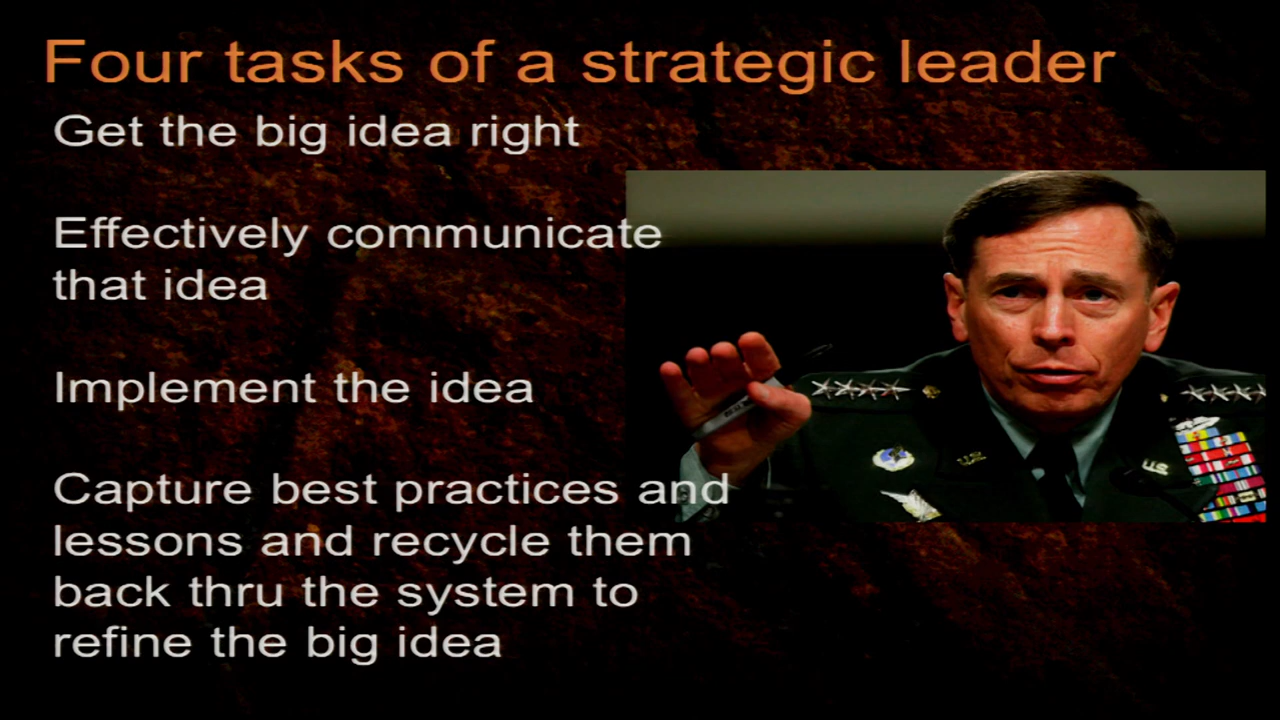 Four tasks of a strategic leader
Get the big idea right
Effectively communicate
that idea
Implement the idea
Capture best practices and
lessons and recycle them
back thru the system to
refine the big idea
U.S.
US